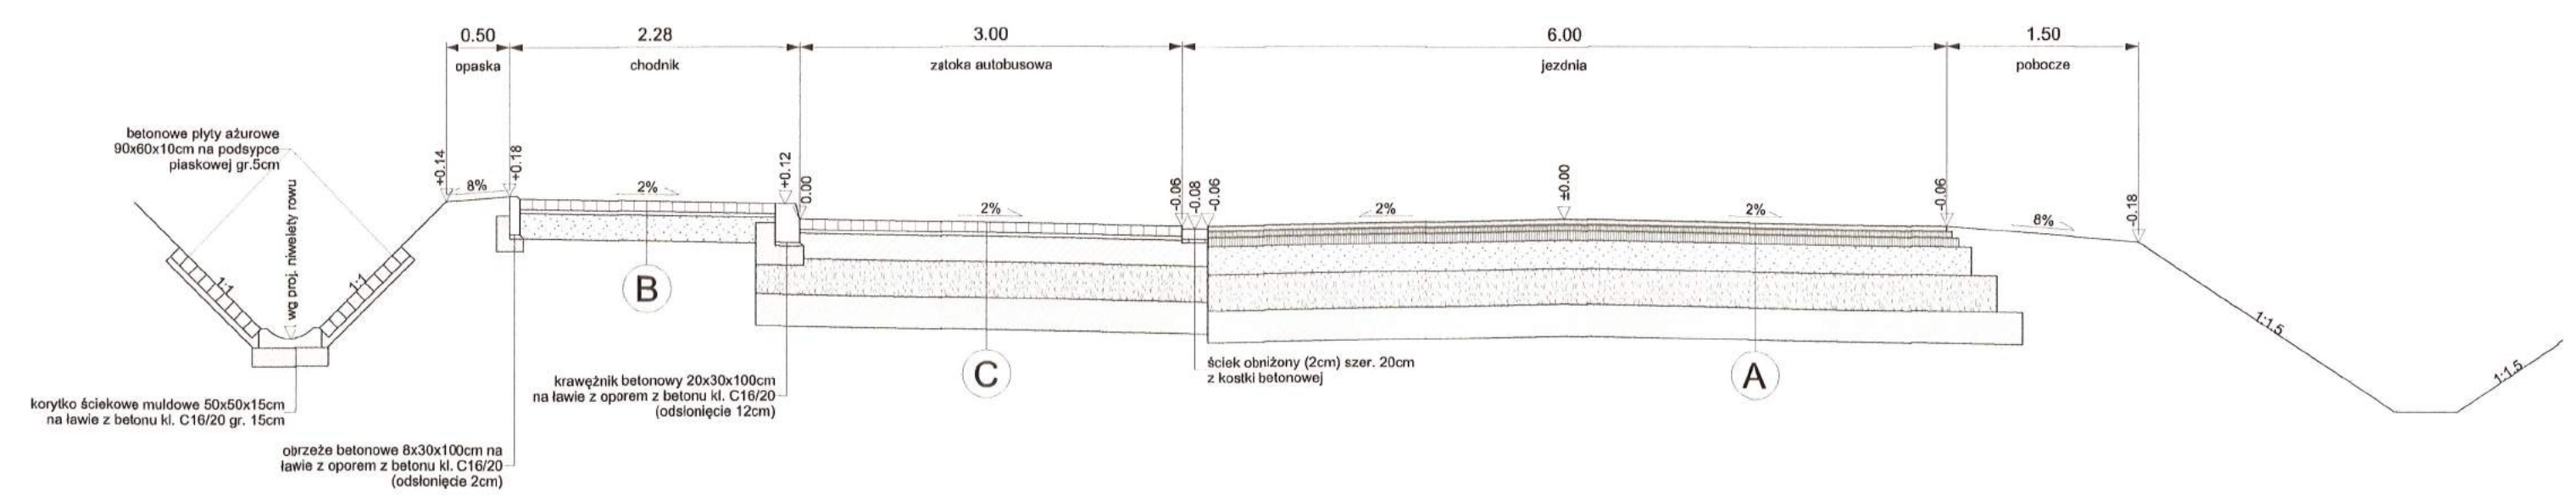 0.50
2.28
3.00
6.00
1.50
opaska
chodnik
zatoka autobusowa
jezdnia
pobocze
betonowe płyty ażurowe
90x60x10cm na podsypce
piaskowej gr.5cm
wg proj. niwelety rowu
1:1
1:1
+0.14
8%
+0.18
2%
+0.12
0.00
2%
-0.06
-0.08
-0.06
2%
±0.00
2%
-0.06
8%
-0.18
1:1.5
1:1.5
B
C
A
ściek obniżony (2cm) szer. 20cm
z kostki betonowej
krawężnik betonowy 20x30x100cm
na ławie z oporem z betonu kl. C16/20
(odsłonięcie 12cm)
korytko ściekowe muldowe 50x50x15cm
na ławie z betonu kl. C16/20 gr. 15cm
obrzeże betonowe 8x30x100cm na
ławie z oporem z betonu kl. C16/20
(odsłonięcie 2cm)